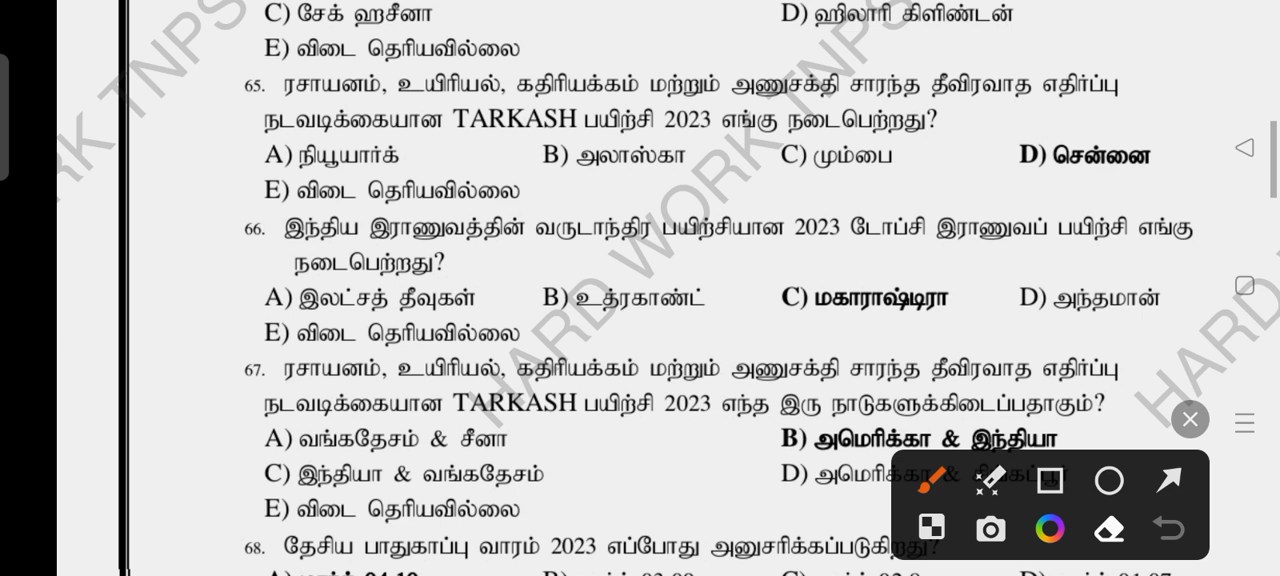 C) சேக் ஹசீனா D) ஹிலாரி கிளிண்டன்
E) விடை தெரியவில்லை
65. ரசாயனம், உயிரியல், கதிரியக்கம் மற்றும் அணுசக்தி சாரந்த தீவிரவாத எதிர்ப்பு
நடவடிக்கையான TARKASH பயிற்சி 2023 எங்கு நடைபெற்றது?
A) நியூயார்க் B) அலாஸ்கா C) மும்பை D) சென்னை
E) விடை தெரியவில்லை
66. இந்திய இராணுவத்தின் வருடாந்திர பயிற்சியான 2023 டோப்சி இராணுவப் பயிற்சி எங்கு
நடைபெற்றது?
A) இலட்சத் தீவுகள் B) உத்ரகாண்ட் C) மகாராஷ்டிரா D) அந்தமான்
E) விடை தெரியவில்லை
67. ரசாயனம், உயிரியல், கதிரியக்கம் மற்றும் அணுசக்தி சாரந்த தீவிரவாத எதிர்ப்பு
நடவடிக்கையான TARKASH பயிற்சி 2023 எந்த இரு நாடுகளுக்கிடைப்பதாகும்?
A) வங்கதேசம் & சீனா B) அமெரிக்கா & இந்தியா
C) இந்தியா & வங்கதேசம் D) அமெரிக்கா & சிங்கப்பூர்
E) விடை தெரியவில்லை
68. தேசிய பாதுகாப்பு வாரம் 2023 எப்போது அனுசரிக்கப்படுகிறது?
HARD WORK TNPS